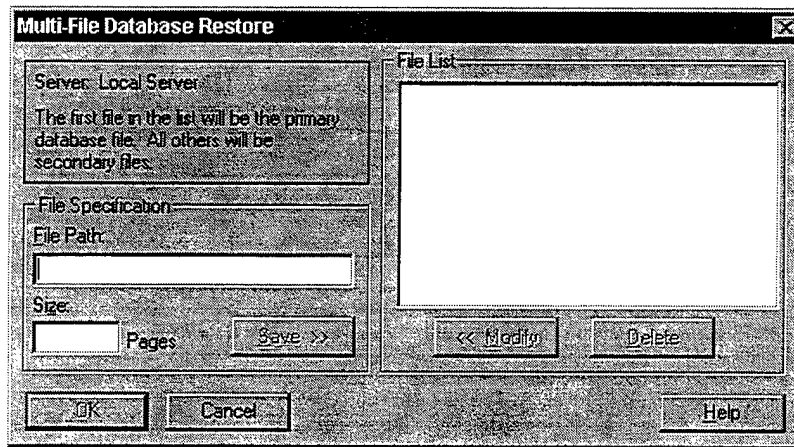 Multi-File Database Restore
Server: Local Server
The first file in the list will be the primary
database file. All others will be
secondary files.
File Specification
File Path:
Size:
Pages
Save >>
File List
<< Modify
Delete
OK
Cancel
Help